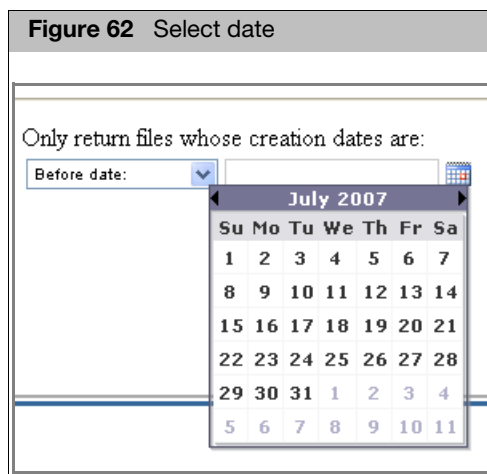 Figure 62 Select date
Only return files whose creation dates are:
Before date:
July 2007
Su Mo Tu We Th Fr Sa
1 2 3 4 5 6 7
8 9 10 11 12 13 14
15 16 17 18 19 20 21
22 23 24 25 26 27 28
29 30 31 1 2 3 4
5 6 7 8 9 10 11